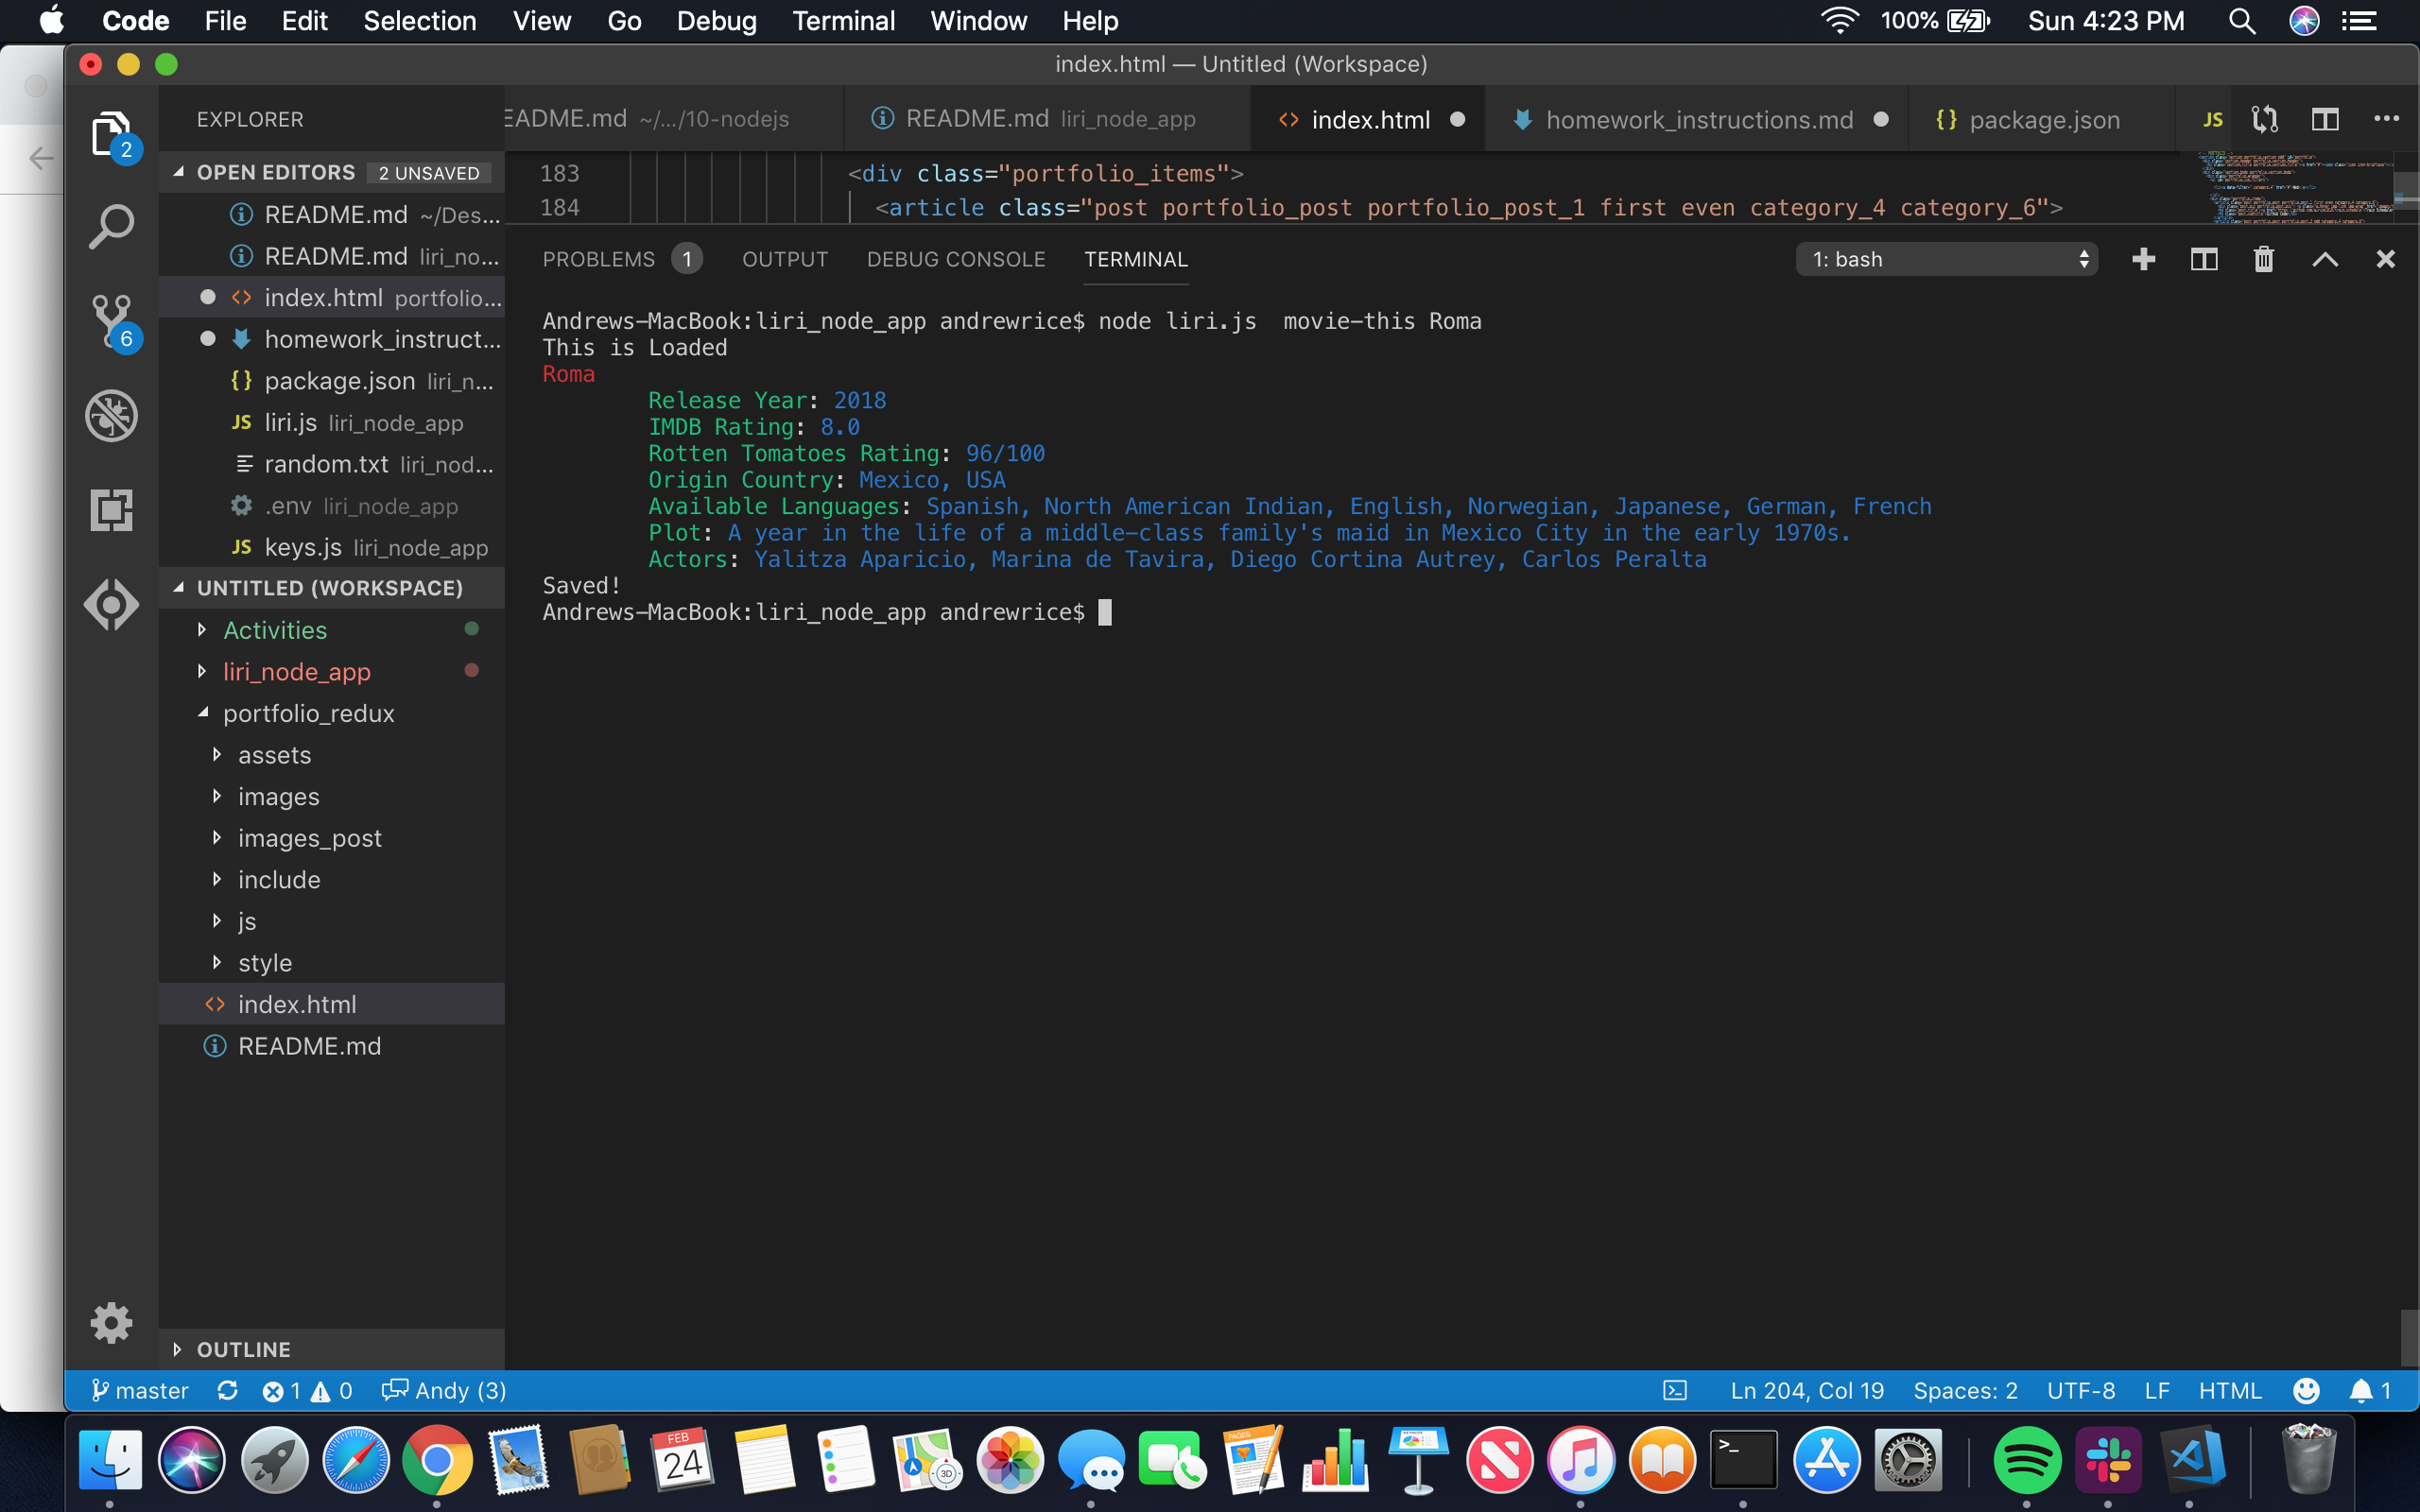 Code File Edit Selection View Go Debug Terminal Window Help 100% Sun 4:23 PM
index.html — Untitled (Workspace)
EXPLORER
EADME.md ~/.../10-nodejs README.md liri_node_app index.html homework_instructions.md {} package.json JS
2
OPEN EDITORS 2 UNSAVED
README.md ~/Des...
README.md liri_no...
index.html portfolio...
homework_instruct...
{} package.json liri_n...
JS liri.js liri_node_app
random.txt liri_nod...
.env liri_node_app
JS keys.js liri_node_app
6
UNTITLED (WORKSPACE)
Activities
liri_node_app
portfolio_redux
assets
images
images_post
include
js
style
index.html
README.md
OUTLINE
183 <div class="portfolio_items">
184 <article class="post portfolio_post portfolio_post_1 first even category_4 category_6">
PROBLEMS 1 OUTPUT DEBUG CONSOLE TERMINAL 1: bash
Andrews-MacBook:liri_node_app andrewrice$ node liri.js  movie-this Roma
This is Loaded
Roma
Release Year: 2018
IMDB Rating: 8.0
Rotten Tomatoes Rating: 96/100
Origin Country: Mexico, USA
Available Languages: Spanish, North American Indian, English, Norwegian, Japanese, German, French
Plot: A year in the life of a middle-class family's maid in Mexico City in the early 1970s.
Actors: Yalitza Aparicio, Marina de Tavira, Diego Cortina Autrey, Carlos Peralta
Saved!
Andrews-MacBook:liri_node_app andrewrice$
master 1 0 Andy (3) Ln 204, Col 19 Spaces: 2 UTF-8 LF HTML 1
FEB
24
PAGES
3D
>_